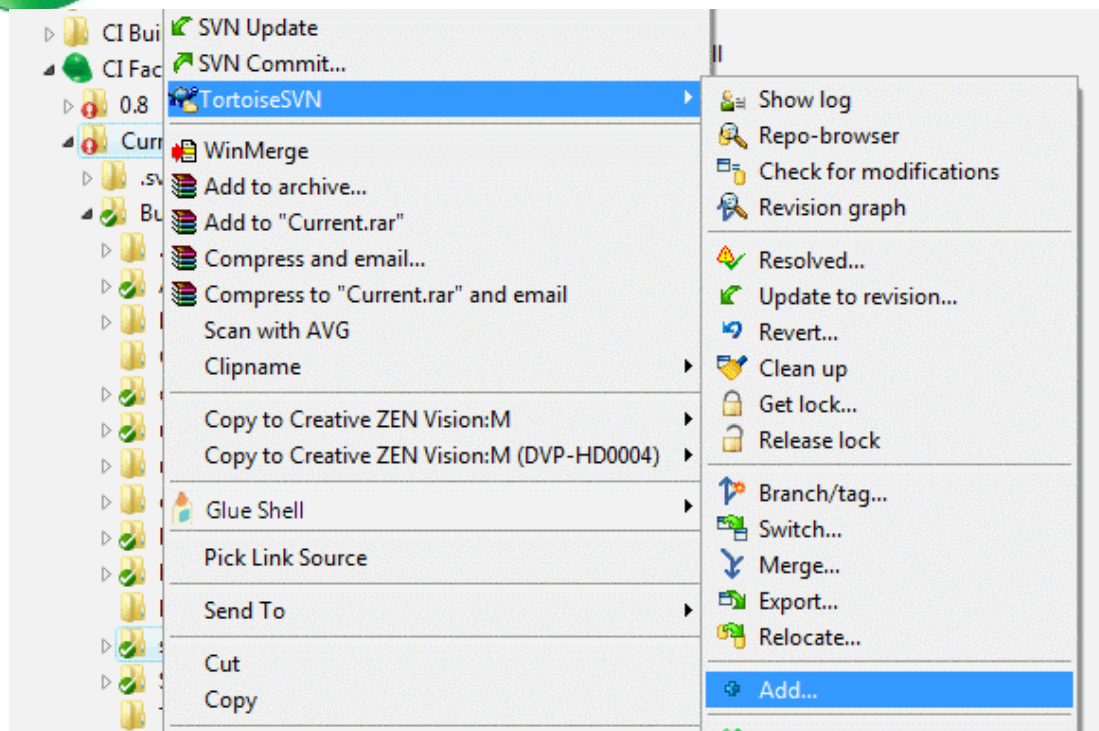 CI Bui
CI Fac
0.8
Curr
.sv
Bu
SVN Update
SVN Commit...
TortoiseSVN
WinMerge
Add to archive...
Add to "Current.rar"
Compress and email...
Compress to "Current.rar" and email
Scan with AVG
Clipname
Copy to Creative ZEN Vision:M
Copy to Creative ZEN Vision:M (DVP-HD0004)
Glue Shell
Pick Link Source
Send To
Cut
Copy
Show log
Repo-browser
Check for modifications
Revision graph
Resolved...
Update to revision...
Revert...
Clean up
Get lock...
Release lock
Branch/tag...
Switch...
Merge...
Export...
Relocate...
Add...